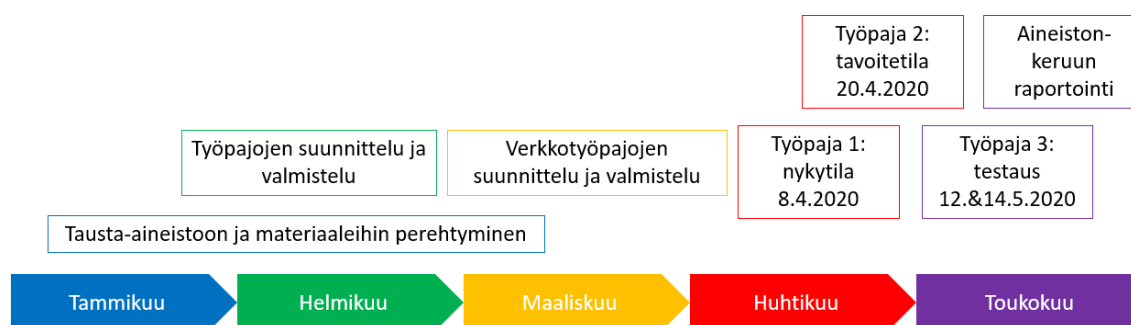 Työpaja 2:
tavoitetila
20.4.2020
Aineiston-
keruun
raportointi
Työpajojen suunnittelu ja
valmistelu
Verkkotyöpajojen
suunnittelu ja valmistelu
Työpaja 1:
nykytila
8.4.2020
Työpaja 3:
testaus
12.&14.5.2020
Tausta-aineistoon ja materiaaleihin perehtyminen
Tammikuu
Helmikuu
Maaliskuu
Huhtikuu
Toukokuu